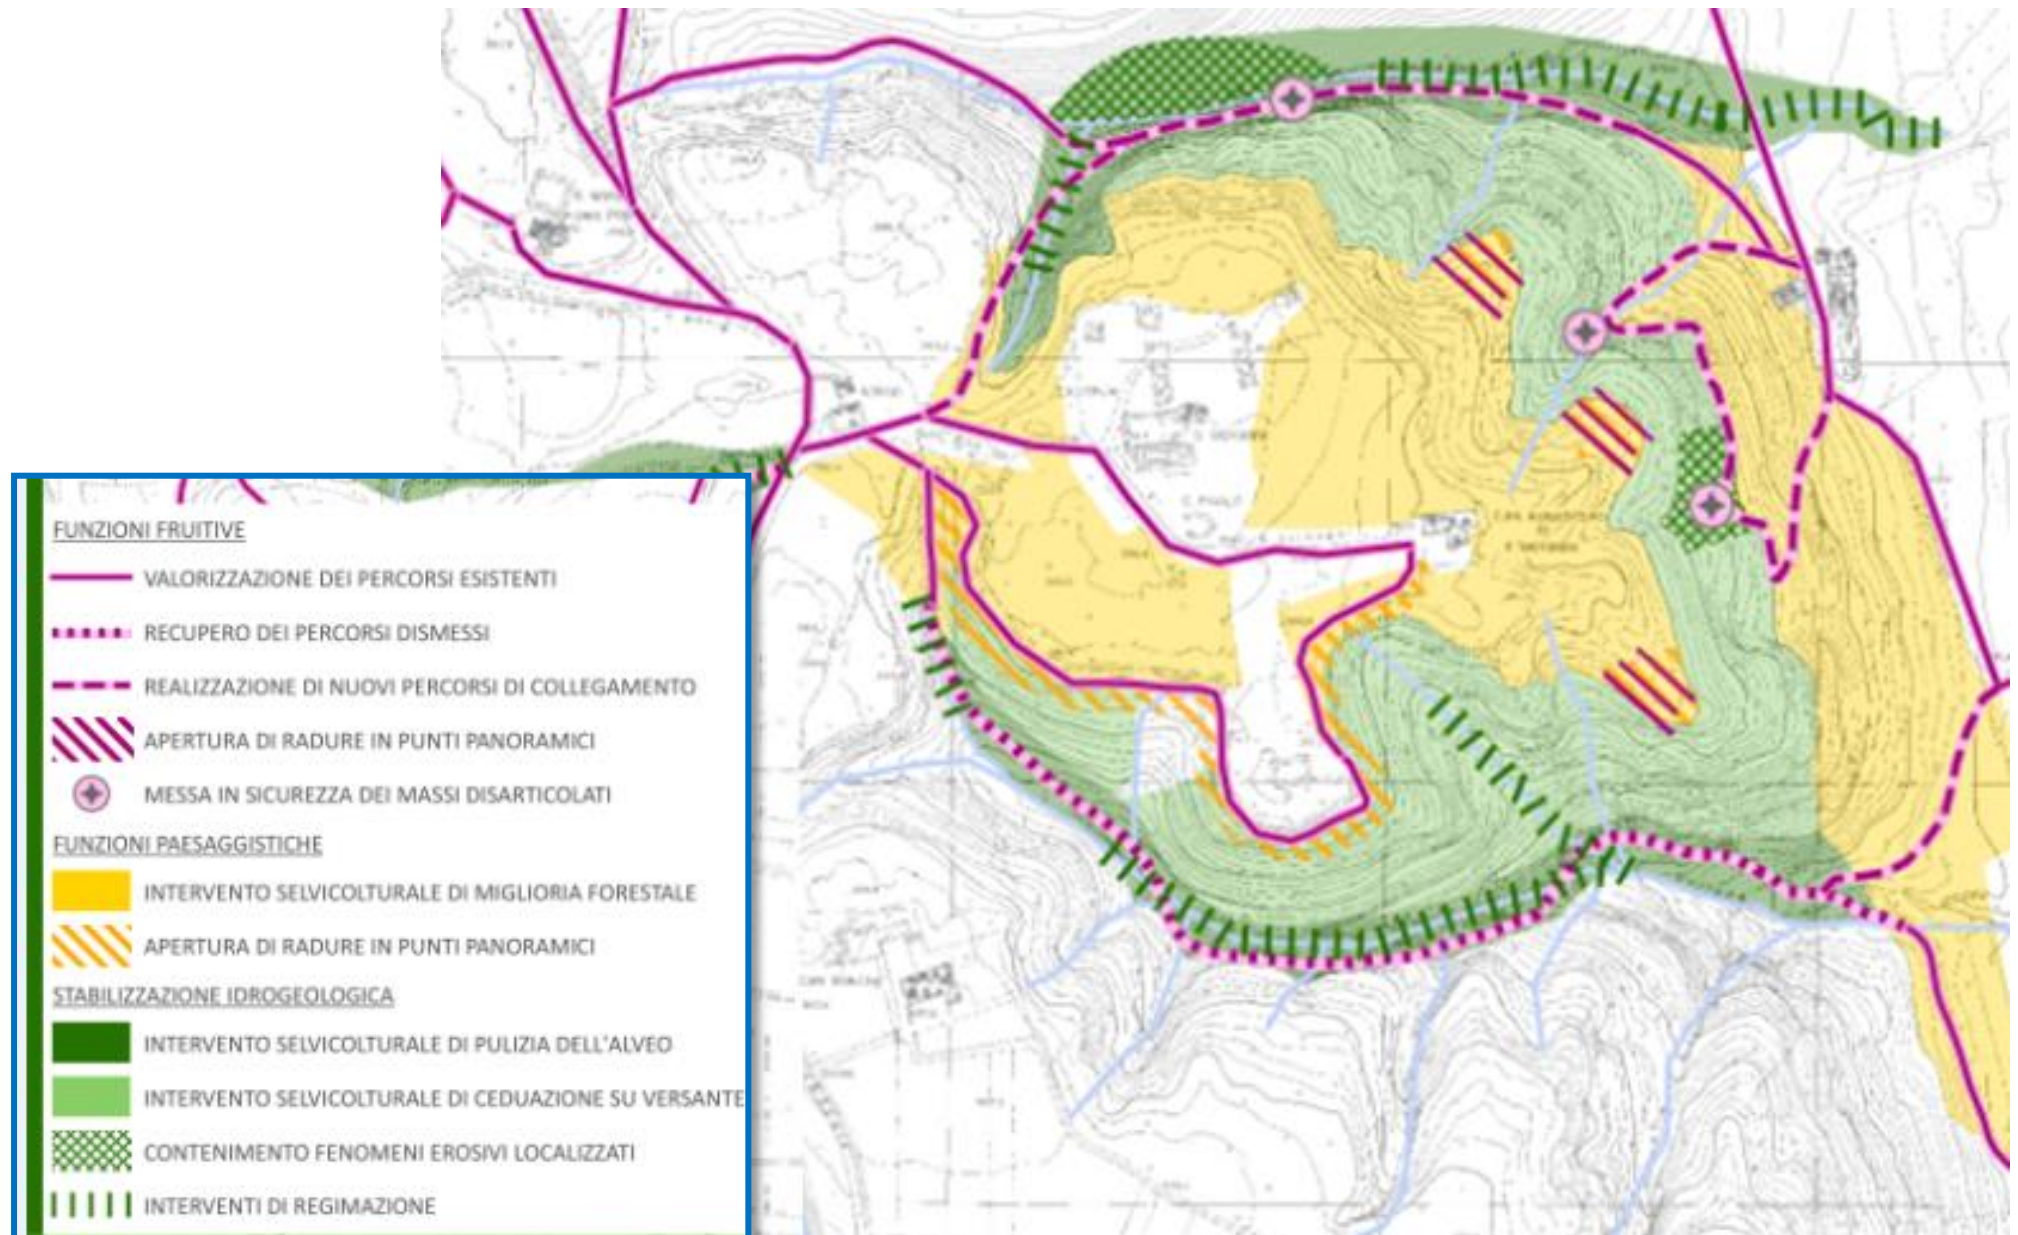 FUNZIONI FRUITIVE
VALORIZZAZIONE DEI PERCORSI ESISTENTI
RECUPERO DEI PERCORSI DISMESSI
REALIZZAZIONE DI NUOVI PERCORSI DI COLLEGAMENTO
APERTURA DI RADURE IN PUNTI PANORAMICI
MESSA IN SICUREZZA DEI MASSI DISARTICOLATI
FUNZIONI PAESAGGISTICHE
INTERVENTO SELVICOLTURALE DI MIGLIORIA FORESTALE
APERTURA DI RADURE IN PUNTI PANORAMICI
STABILIZZAZIONE IDROGEOLOGICA
INTERVENTO SELVICOLTURALE DI PULIZIA DELL'ALVEO
INTERVENTO SELVICOLTURALE DI CEDUAZIONE SU VERSANTE
CONTENIMENTO FENOMENI EROSIVI LOCALIZZATI
INTERVENTI DI REGIMAZIONE